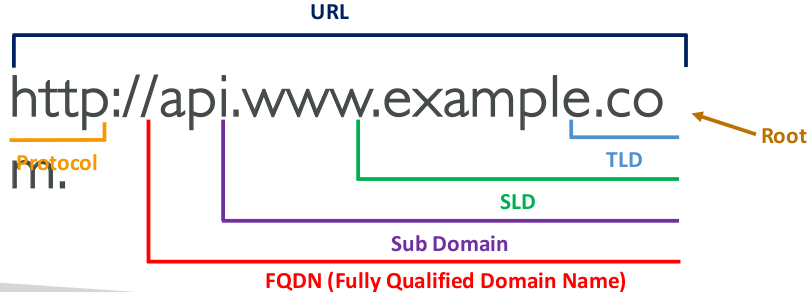 URL
http://api.www.example.co
m.
Root
Protocol
TLD
SLD
Sub Domain
FQDN (Fully Qualified Domain Name)